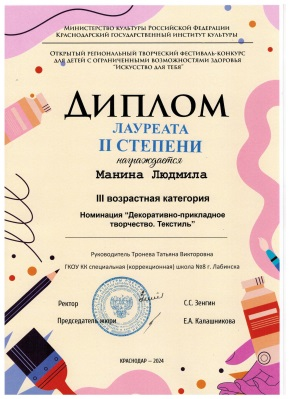 Министерство культуры Российской Федерации
Краснодарский государственный институт культуры
Открытый региональный творческий фестиваль-конкурс
для детей с ограниченными возможностями здоровья
"Искусство для тебя"
ДИПЛОМ
ЛАУРЕАТА
II СТЕПЕНИ
награждается
Манина Людмила
III возрастная категория
Номинация "Декоративно-прикладное
творчество. Текстиль"
Руководитель Тронева Татьяна Викторовна
ГКОУ КК специальная (коррекционная) школа №8 г. Лабинска
Ректор С.С. Зенгин
Председатель жюри Е.А. Калашникова
КРАСНОДАР — 2024